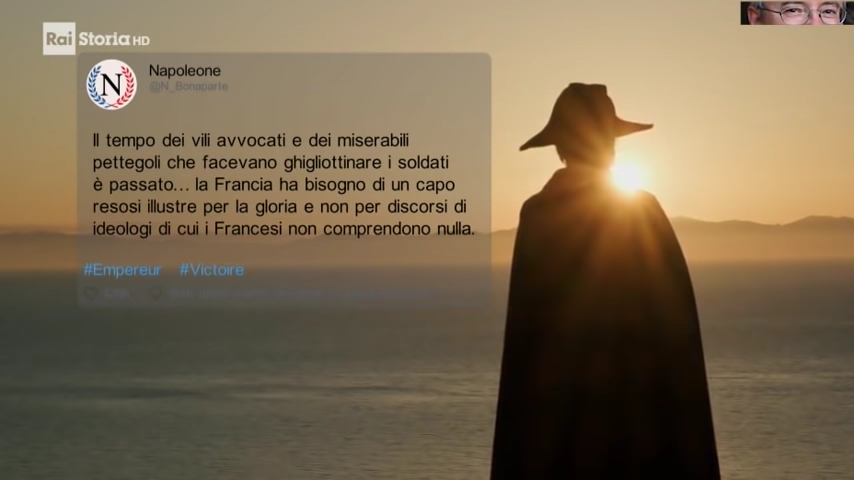 Rai Storia HD
Napoleone
@N_Bonaparte
N
Il tempo dei vili avvocati e dei miserabili
pettegoli che facevano ghigliottinare i soldati
è passato... la Francia ha bisogno di un capo
resosi illustre per la gloria e non per discorsi di
ideologi di cui i Francesi non comprendono nulla.
#Empereur #Victoire